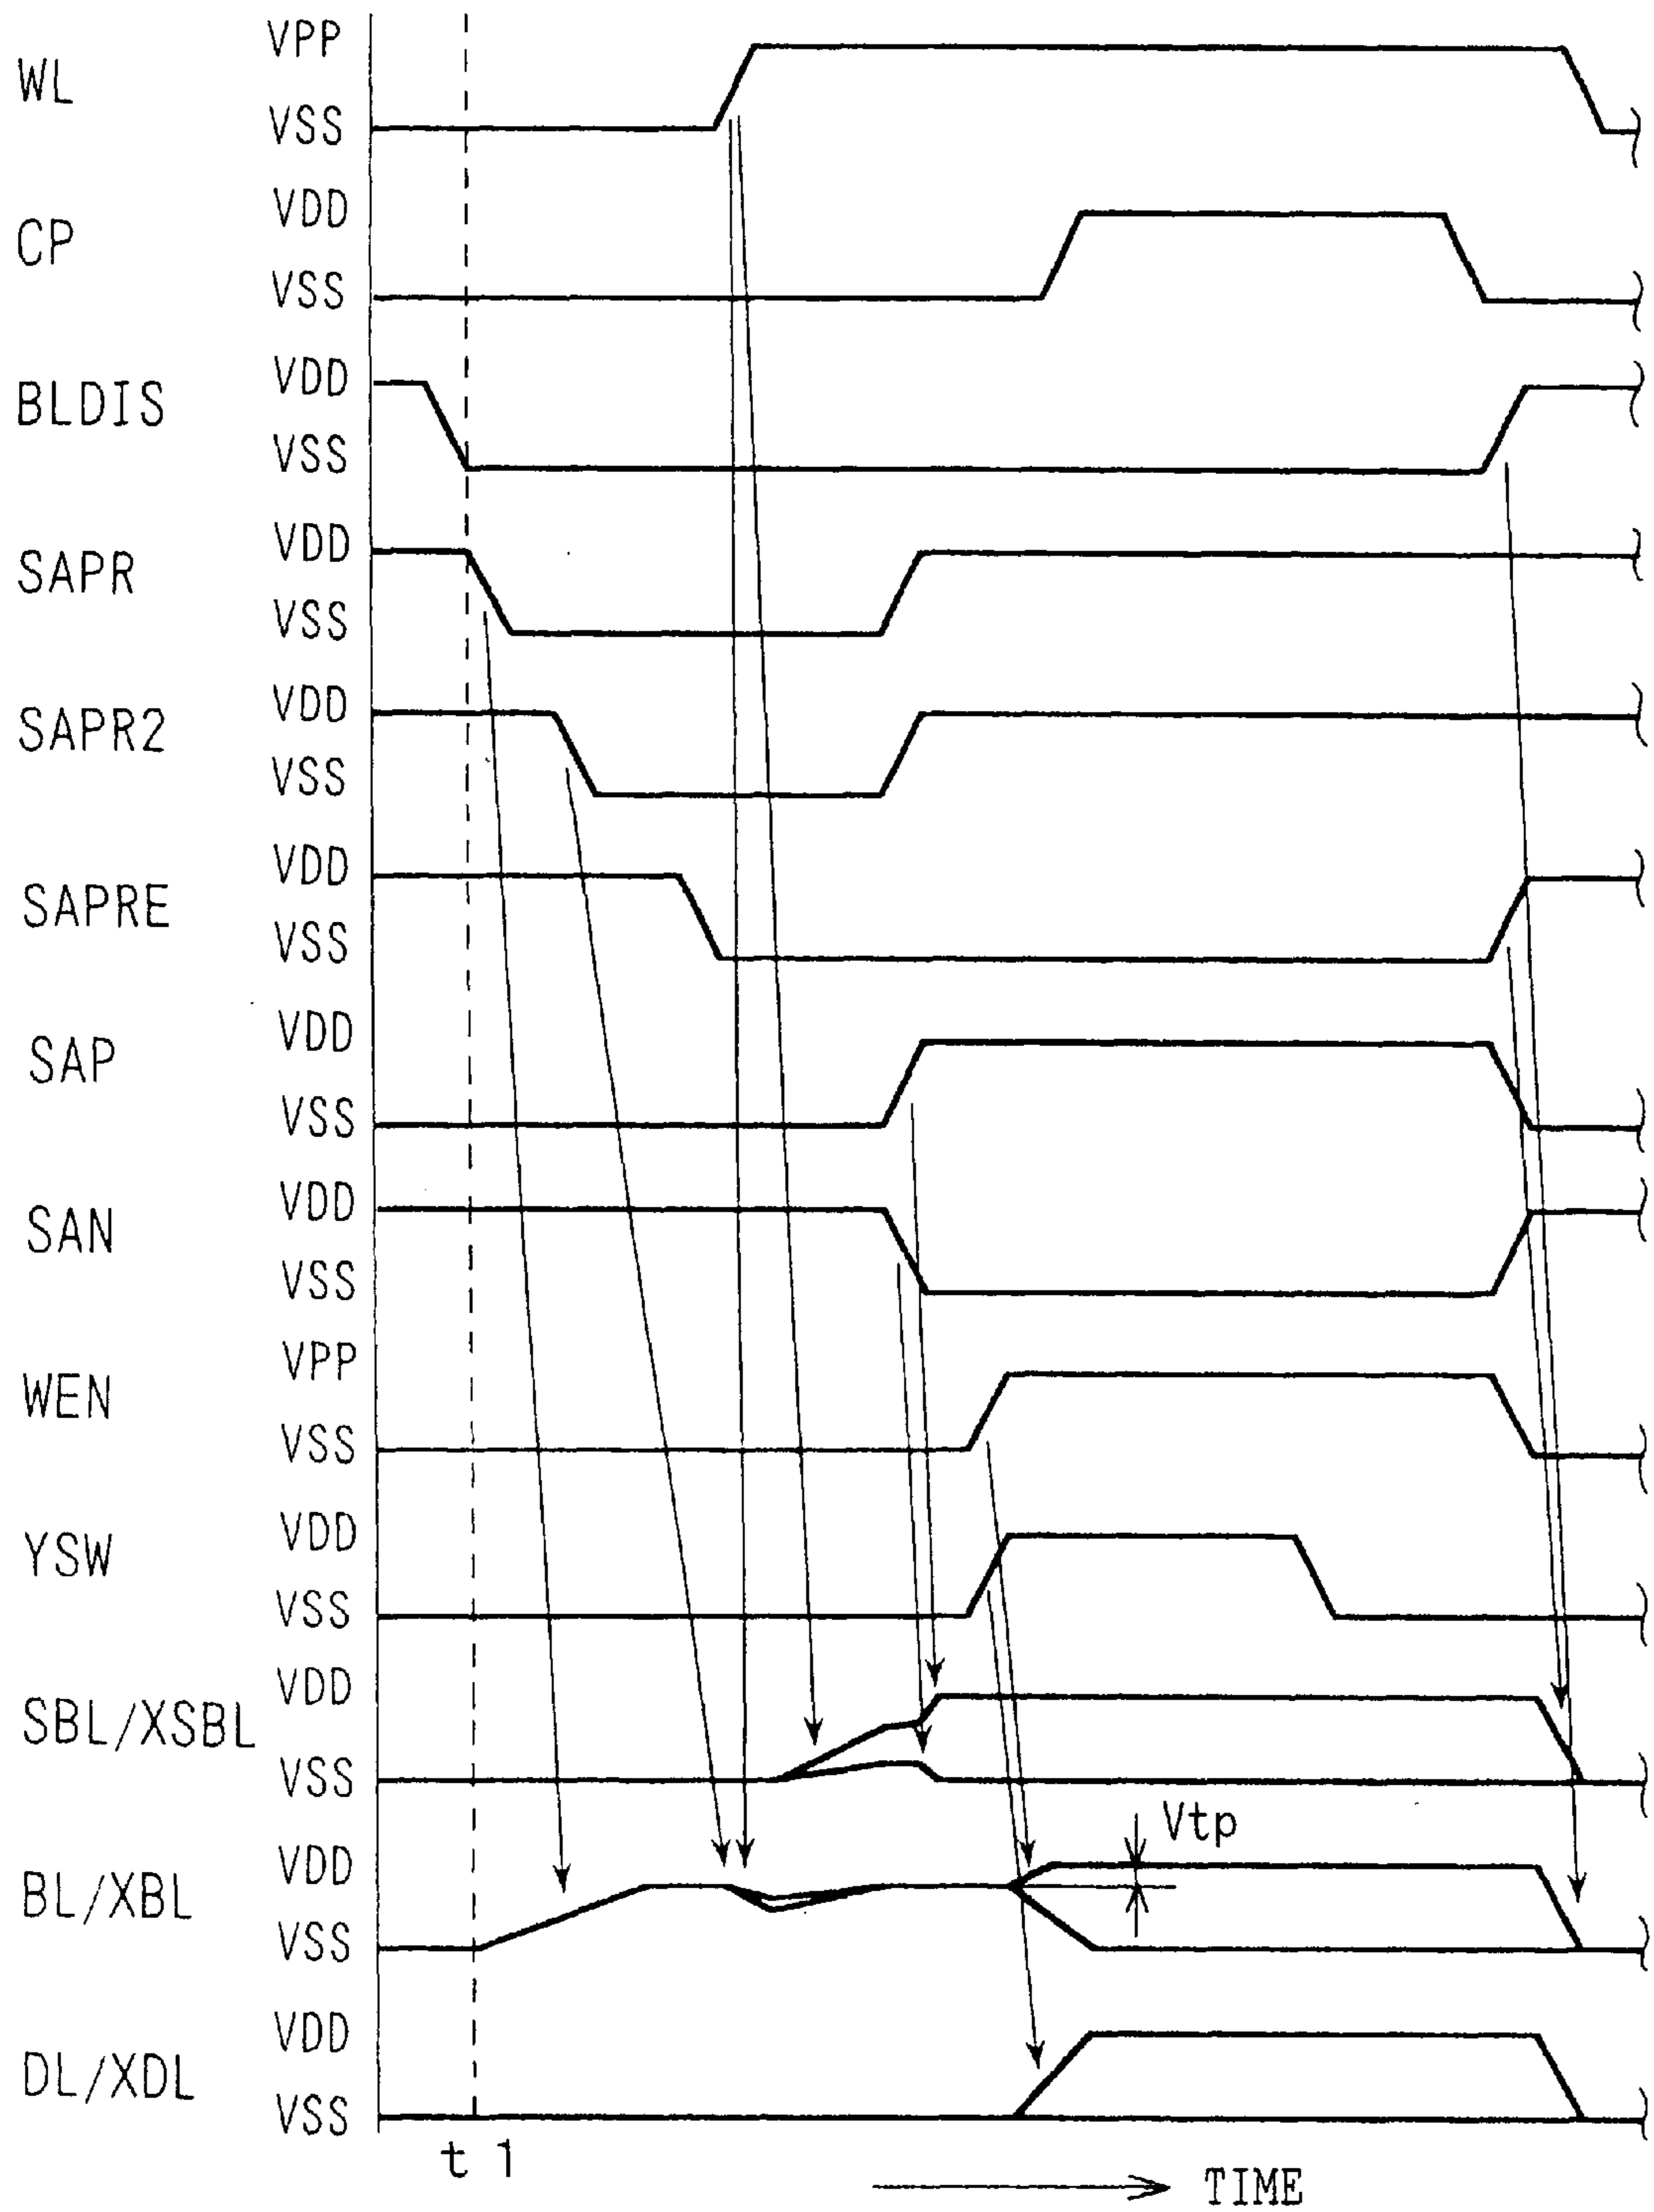 VPP
WL
VSS
VDD
CP
VSS
VDD
BLDIS
VSS
VDD
SAPR
VSS
VDD
SAPR2
VSS
VDD
SAPRE
VSS
VDD
SAP
VSS
VDD
SAN
VSS
VPP
WEN
VSS
VDD
YSW
VSS
VDD
SBL/XSBL
VSS
Vtp
VDD
BL/XBL
VSS
VDD
DL/XDL
VSS
t1
TIME